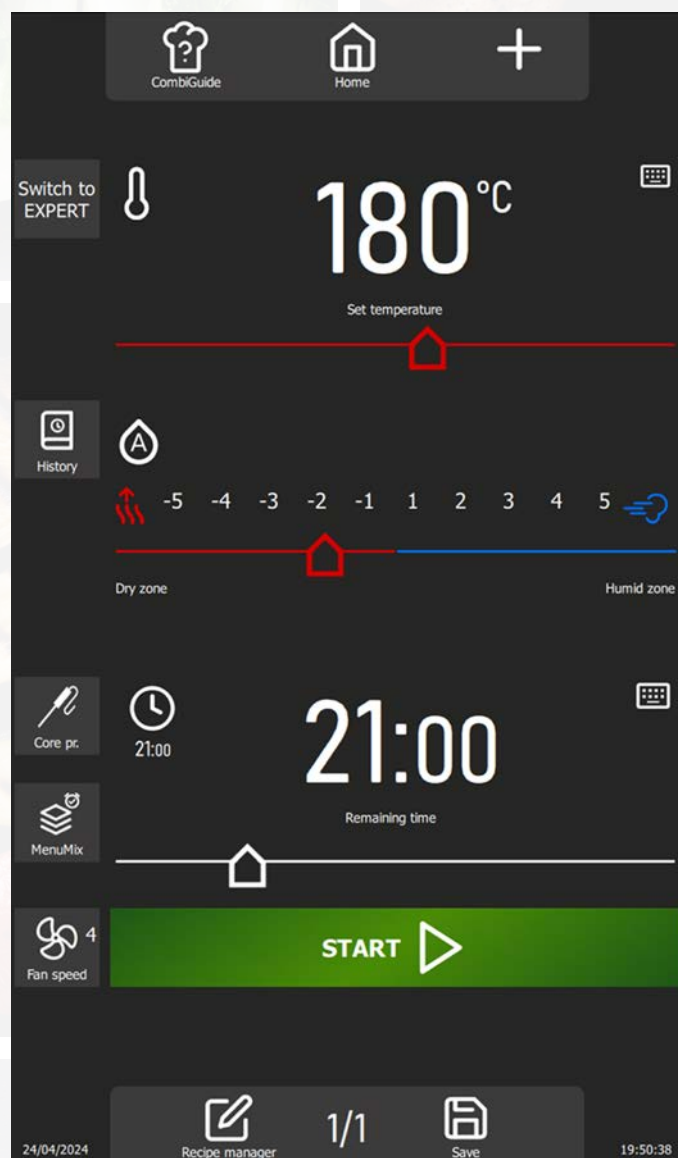 CombiGuide Home
Switch to
EXPERT
180°C
Set temperature
History
A
-5 -4 -3 -2 -1 1 2 3 4 5
Dry zone Humid zone
Core pr.
21:00
21:00
Remaining time
MenuMix
4
Fan speed
START
1/1
Recipe manager Save
24/04/2024 19:50:38